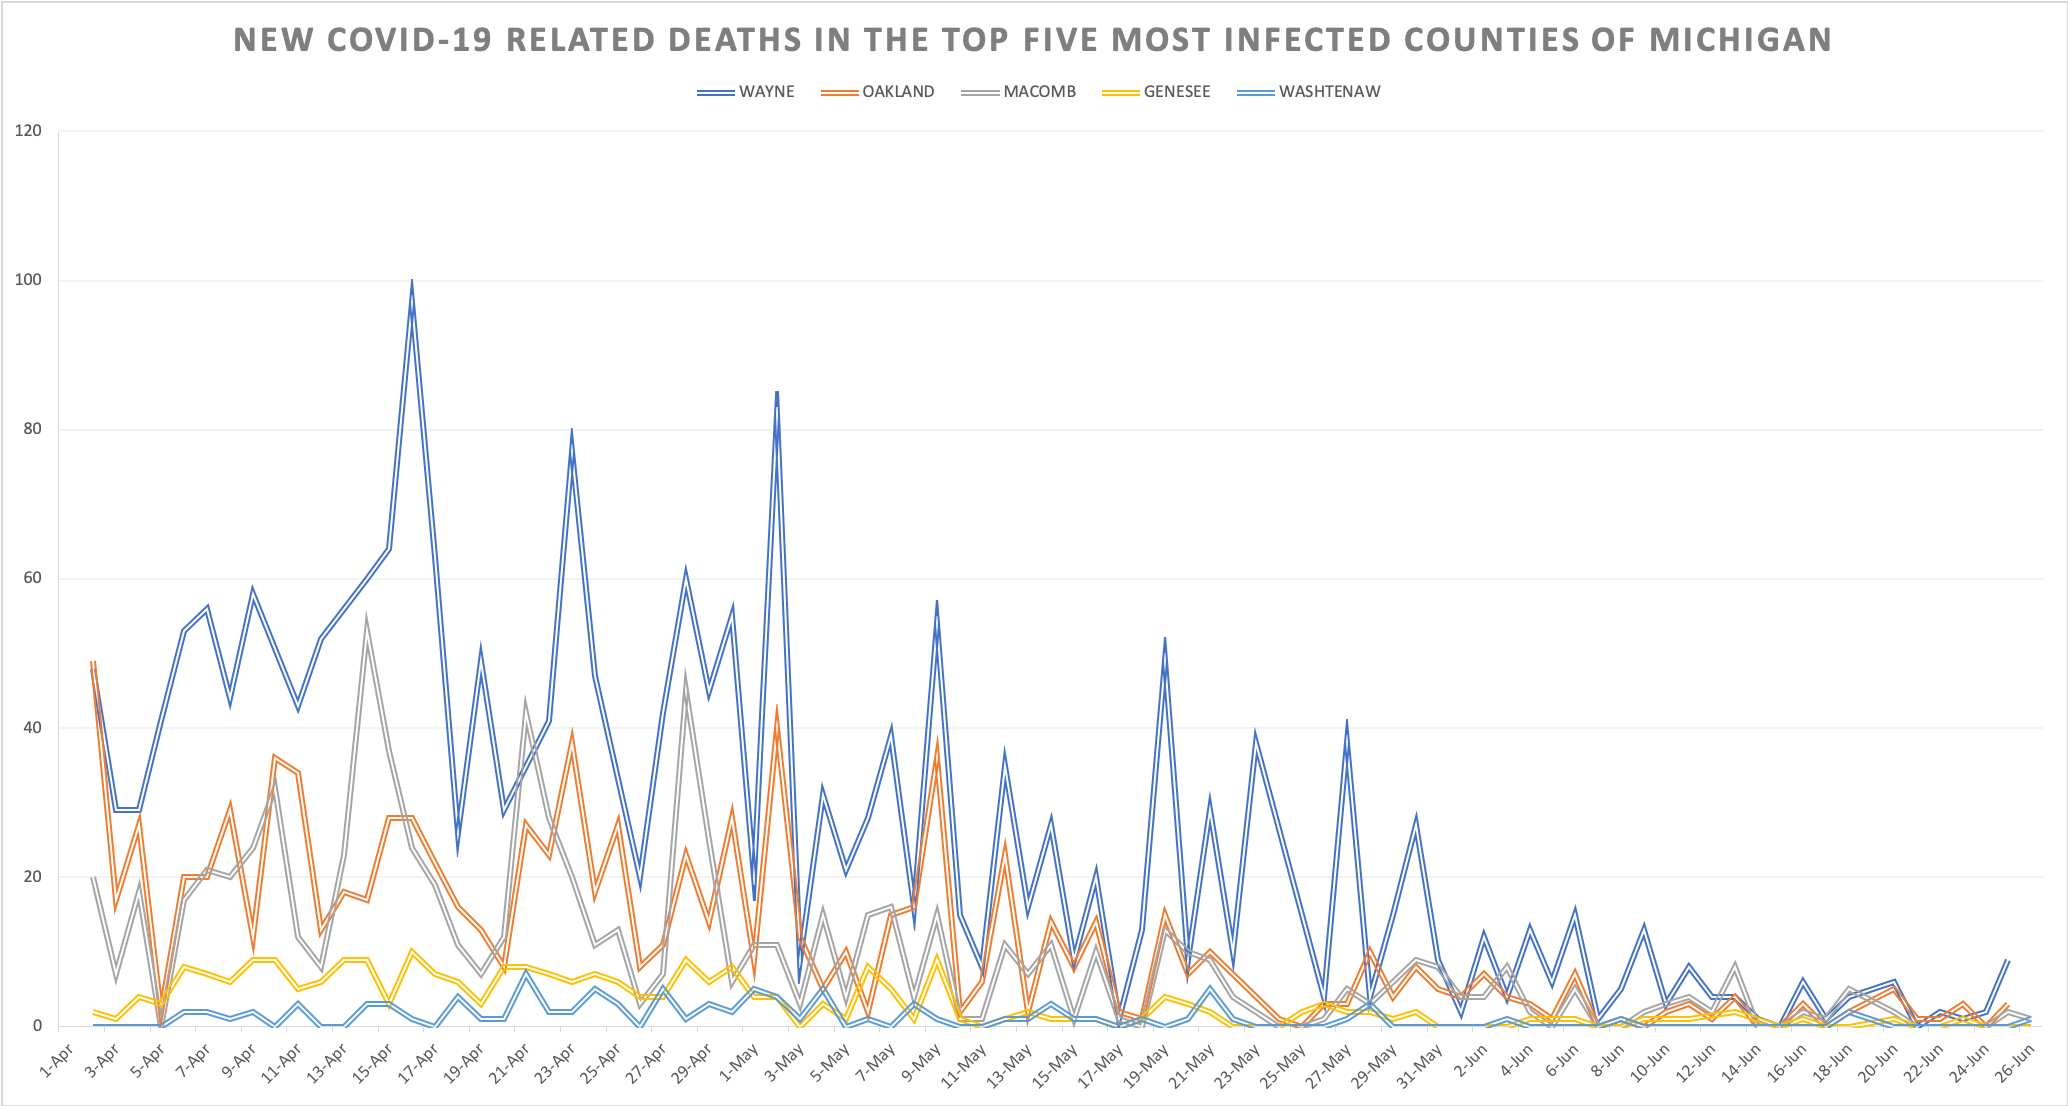 NEW COVID-19 RELATED DEATHS IN THE TOP FIVE MOST INFECTED COUNTIES OF MICHIGAN
WAYNE OAKLAND MACOMB GENESEE WASHTENAW
120
100
80
60
40
20
0
1-Apr 3-Apr 5-Apr 7-Apr 9-Apr 11-Apr 13-Apr 15-Apr 17-Apr 19-Apr 21-Apr 23-Apr 25-Apr 27-Apr 29-Apr 1-May 3-May 5-May 7-May 9-May 11-May 13-May 15-May 17-May 19-May 21-May 23-May 25-May 27-May 29-May 31-May 2-Jun 4-Jun 6-Jun 8-Jun 10-Jun 12-Jun 14-Jun 16-Jun 18-Jun 20-Jun 22-Jun 24-Jun 26-Jun